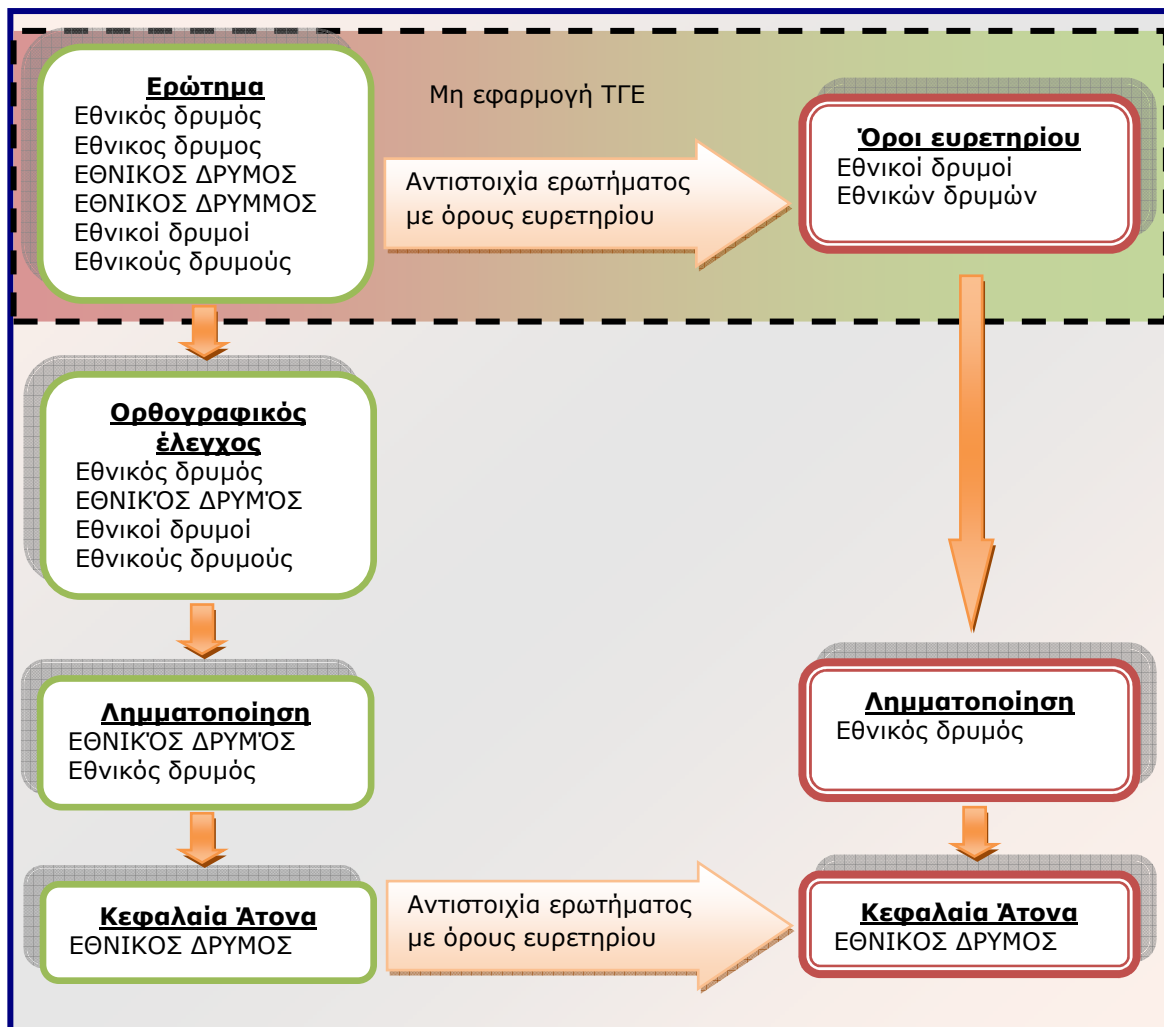 Ερώτημα
Εθνικός δρυμός
Εθνικος δρυμος
ΕΘΝΙΚΟΣ ΔΡΥΜΟΣ
ΕΘΝΙΚΟΣ ΔΡΥΜΜΟΣ
Εθνικοί δρυμοί
Εθνικούς δρυμούς
Μη εφαρμογή ΤΓΕ
Αντιστοιχία ερωτήματος
με όρους ευρετηρίου
Όροι ευρετηρίου
Εθνικοί δρυμοί
Εθνικών δρυμών
Ορθογραφικός
έλεγχος
Εθνικός δρυμός
ΕΘΝΙΚΌΣ ΔΡΥΜΌΣ
Εθνικοί δρυμοί
Εθνικούς δρυμούς
Λημματοποίηση
ΕΘΝΙΚΌΣ ΔΡΥΜΌΣ
Εθνικός δρυμός
Λημματοποίηση
Εθνικός δρυμός
Κεφαλαία Άτονα
ΕΘΝΙΚΟΣ ΔΡΥΜΟΣ
Αντιστοιχία ερωτήματος
με όρους ευρετηρίου
Κεφαλαία Άτονα
ΕΘΝΙΚΟΣ ΔΡΥΜΟΣ